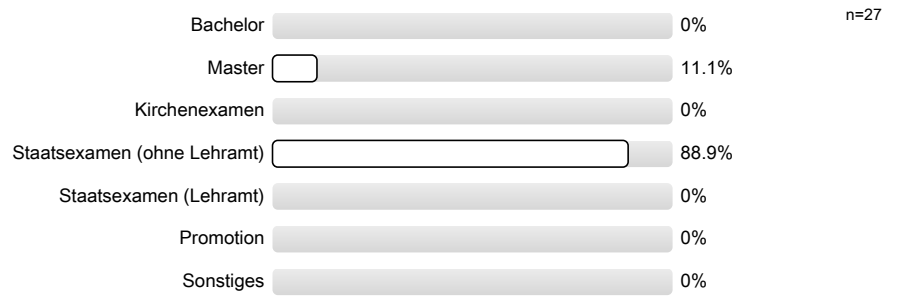 n=27
Bachelor 0%
Master 11.1%
Kirchenexamen 0%
Staatsexamen (ohne Lehramt) 88.9%
Staatsexamen (Lehramt) 0%
Promotion 0%
Sonstiges 0%